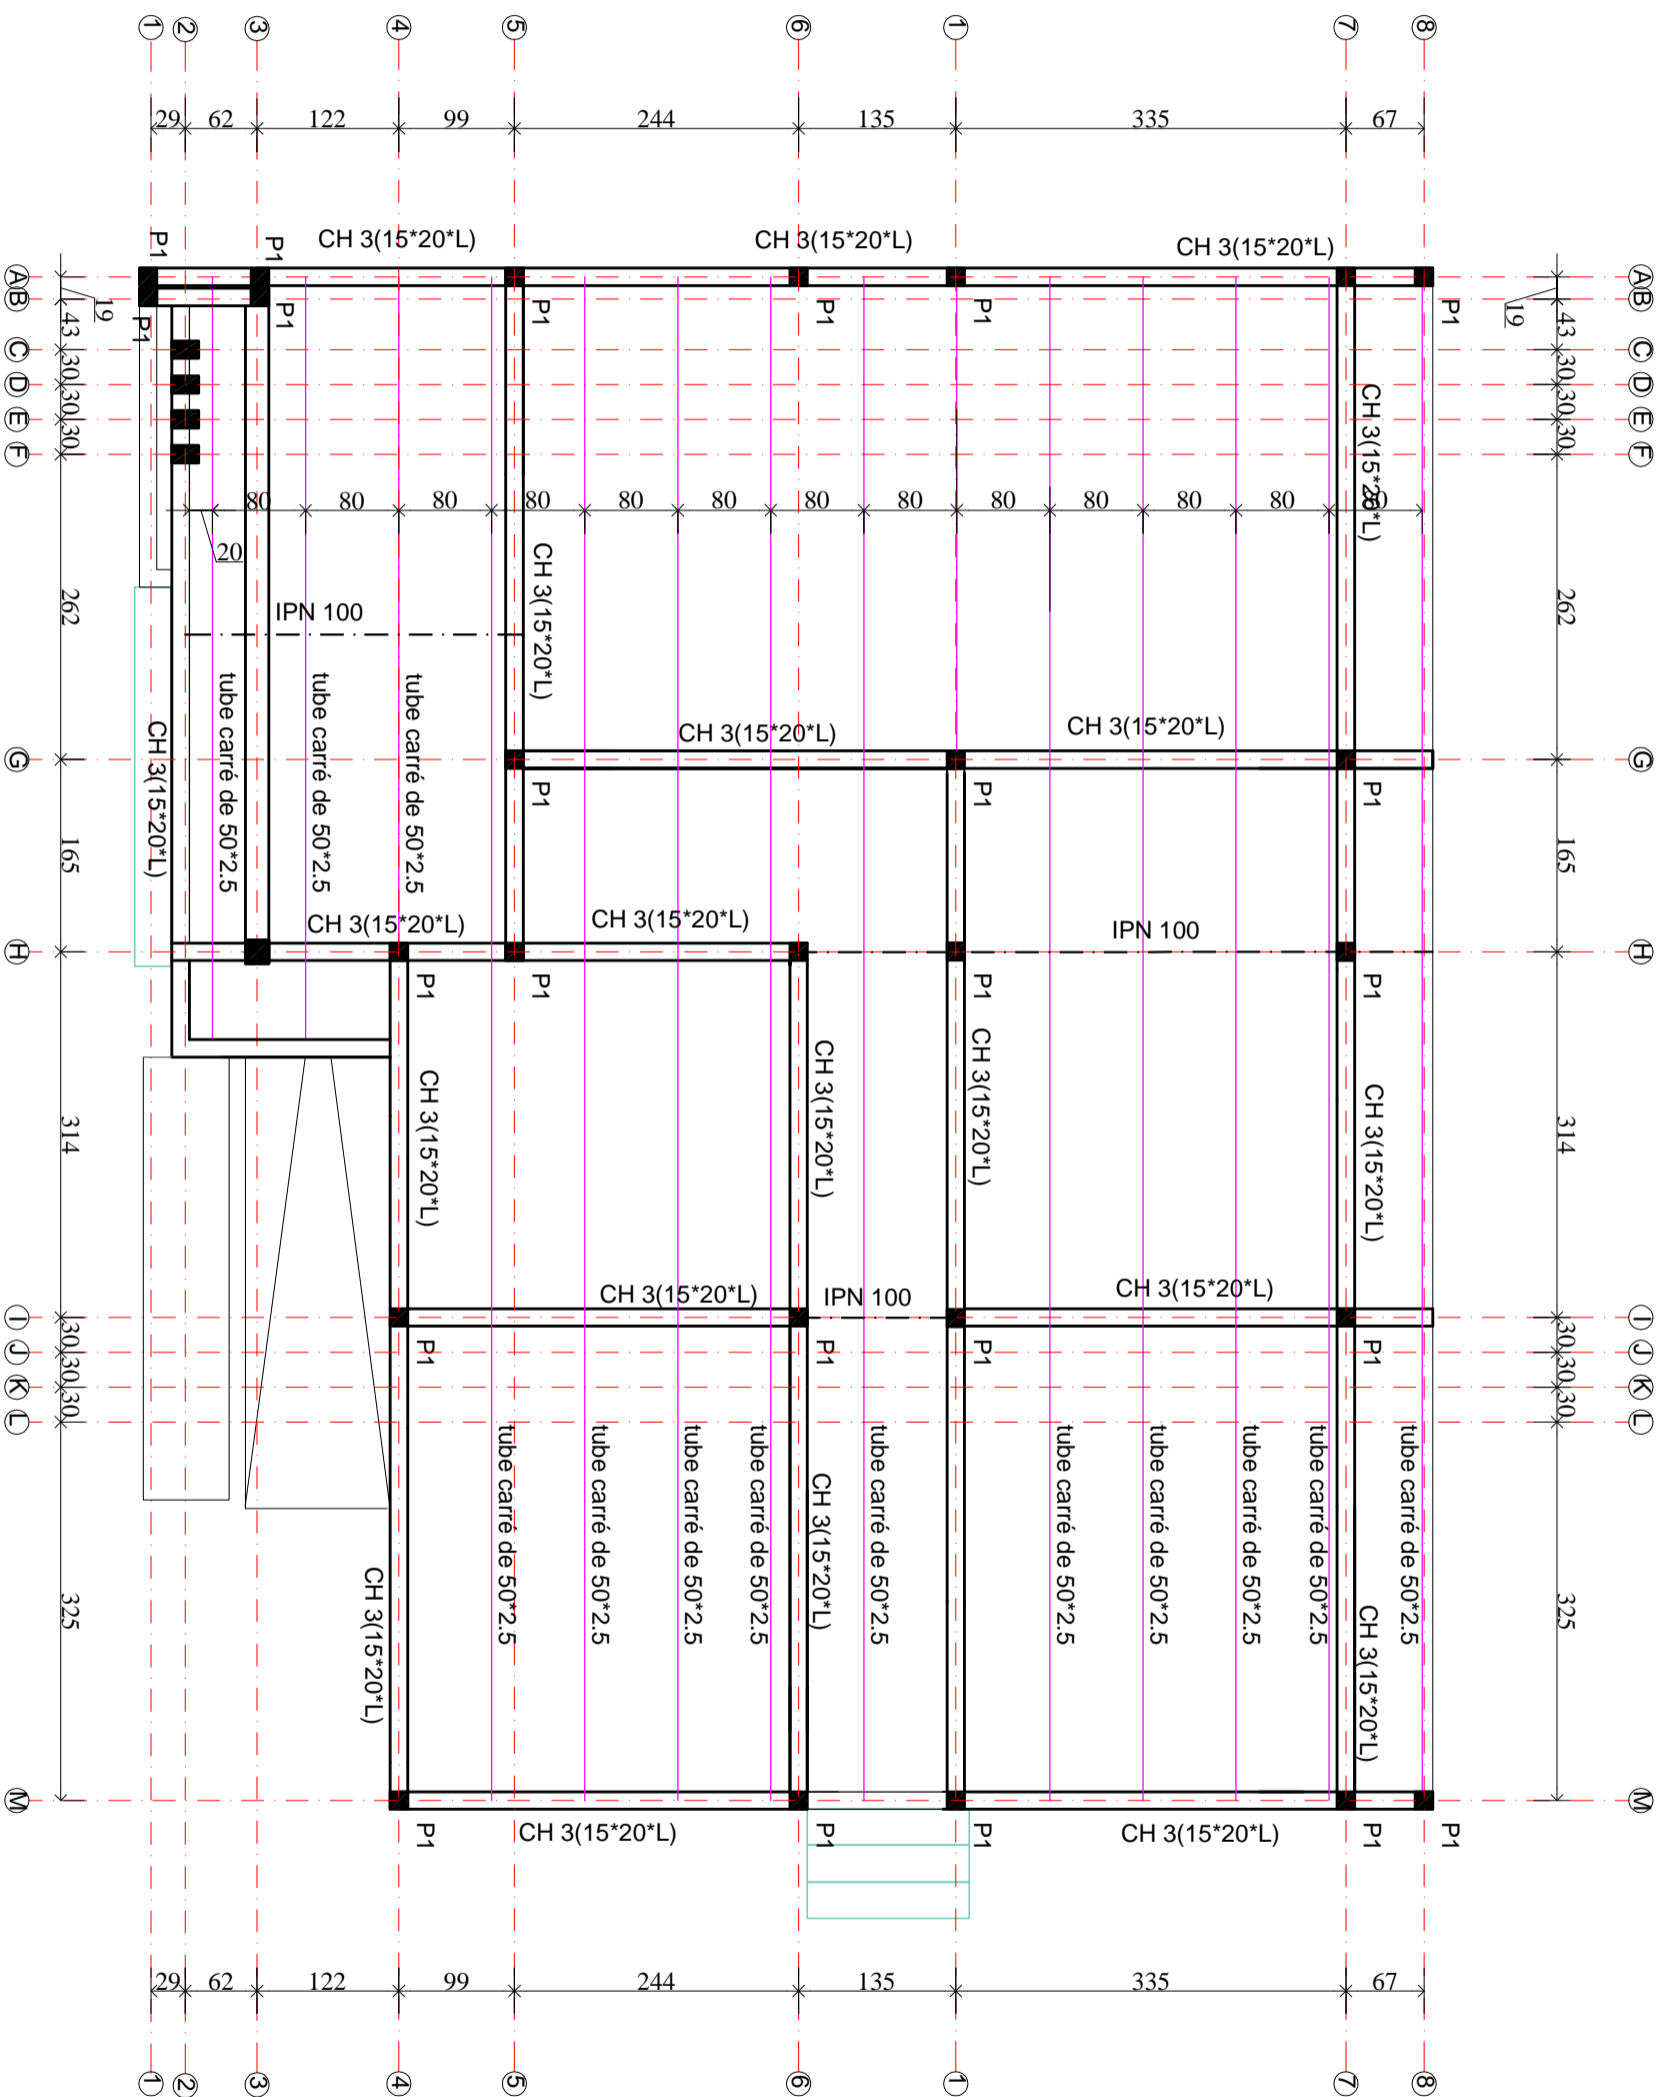 1
2
3
4
5
6
1
7
8
29
62
122
99
244
135
335
67
CH 3(15*20*L)
CH 3(15*20*L)
CH 3(15*20*L)
P1
P1
A
A
B
B
19
19
P1
P1
P1
P1
P1
P1
43
43
C
C
30
30
D
D
30
30
E
E
30
30
F
F
CH 3(15*20*L)
80
80
80
80
80
80
80
80
80
80
80
80
80
20
262
262
IPN 100
CH 3(15*20*L)
tube carré de 50*2.5
tube carré de 50*2.5
tube carré de 50*2.5
CH 3(15*20*L)
CH 3(15*20*L)
CH 3(15*20*L)
G
G
P1
P1
P1
165
165
CH 3(15*20*L)
CH 3(15*20*L)
IPN 100
H
H
P1
P1
P1
P1
CH 3(15*20*L)
CH 3(15*20*L)
CH 3(15*20*L)
CH 3(15*20*L)
314
314
CH 3(15*20*L)
IPN 100
CH 3(15*20*L)
I
I
P1
P1
P1
P1
30
30
J
J
30
30
K
K
30
30
L
L
tube carré de 50*2.5
tube carré de 50*2.5
tube carré de 50*2.5
tube carré de 50*2.5
tube carré de 50*2.5
tube carré de 50*2.5
tube carré de 50*2.5
tube carré de 50*2.5
tube carré de 50*2.5
tube carré de 50*2.5
CH 3(15*20*L)
CH 3(15*20*L)
CH 3(15*20*L)
325
325
M
M
P1
P1
P1
P1
P1
CH 3(15*20*L)
CH 3(15*20*L)
29
62
122
99
244
135
335
67
1
2
3
4
5
6
1
7
8